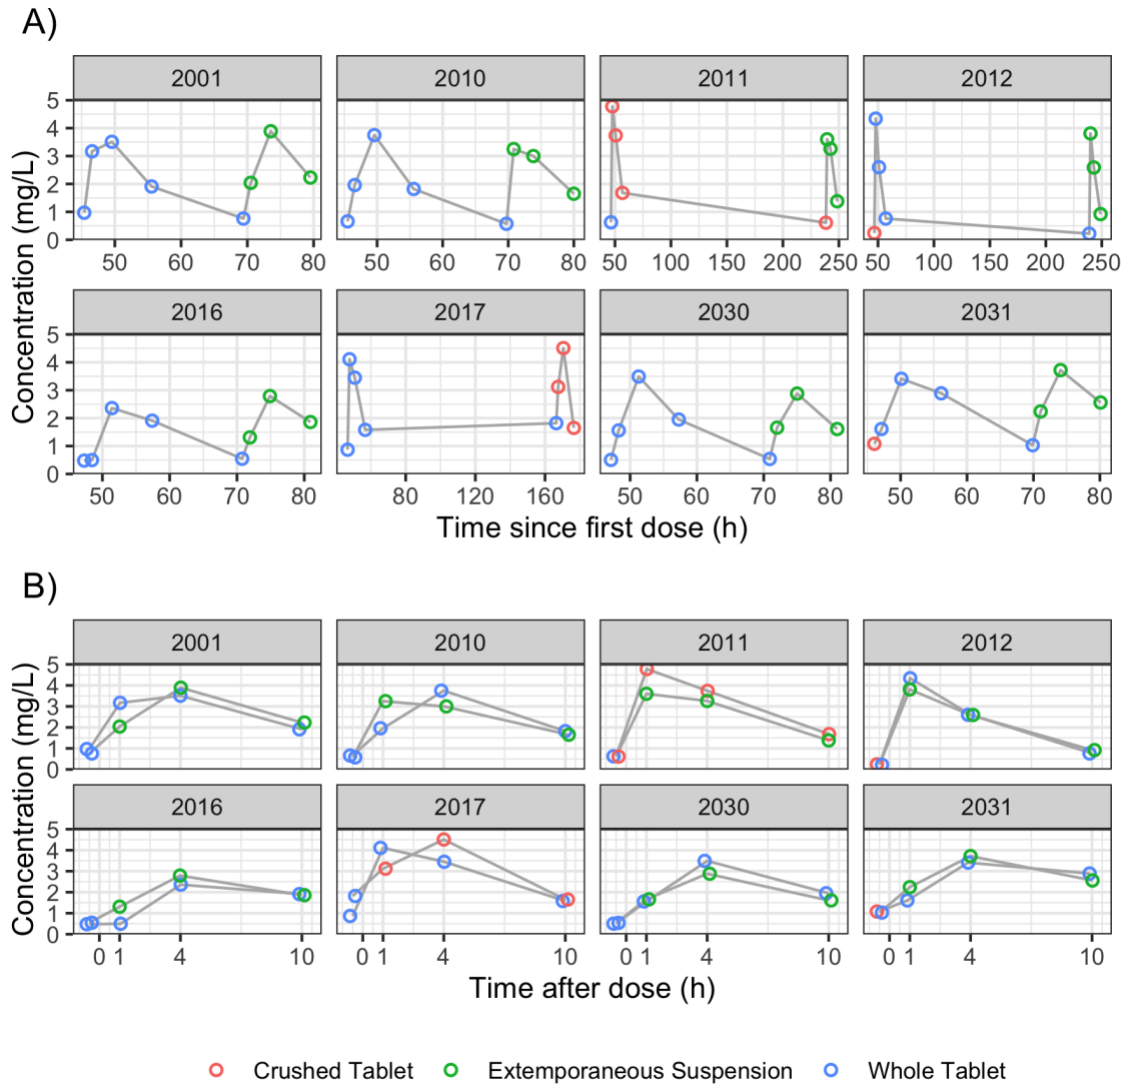 A)
2001 2010 2011 2012
5
4
3
2
1
0
50 60 70 80 50 60 70 80 50 100 150 200 250 50 100 150 200 250
2016 2017 2030 2031
5
4
3
2
1
0
50 60 70 80 80 120 160 50 60 70 80 50 60 70 80
Concentration (mg/L)
Time since first dose (h)
B)
2001 2010 2011 2012
5
4
3
2
1
0
2016 2017 2030 2031
5
4
3
2
1
0
0 1 4 10 0 1 4 10 0 1 4 10 0 1 4 10
Concentration (mg/L)
Time after dose (h)
Crushed Tablet Extemporaneous Suspension Whole Tablet